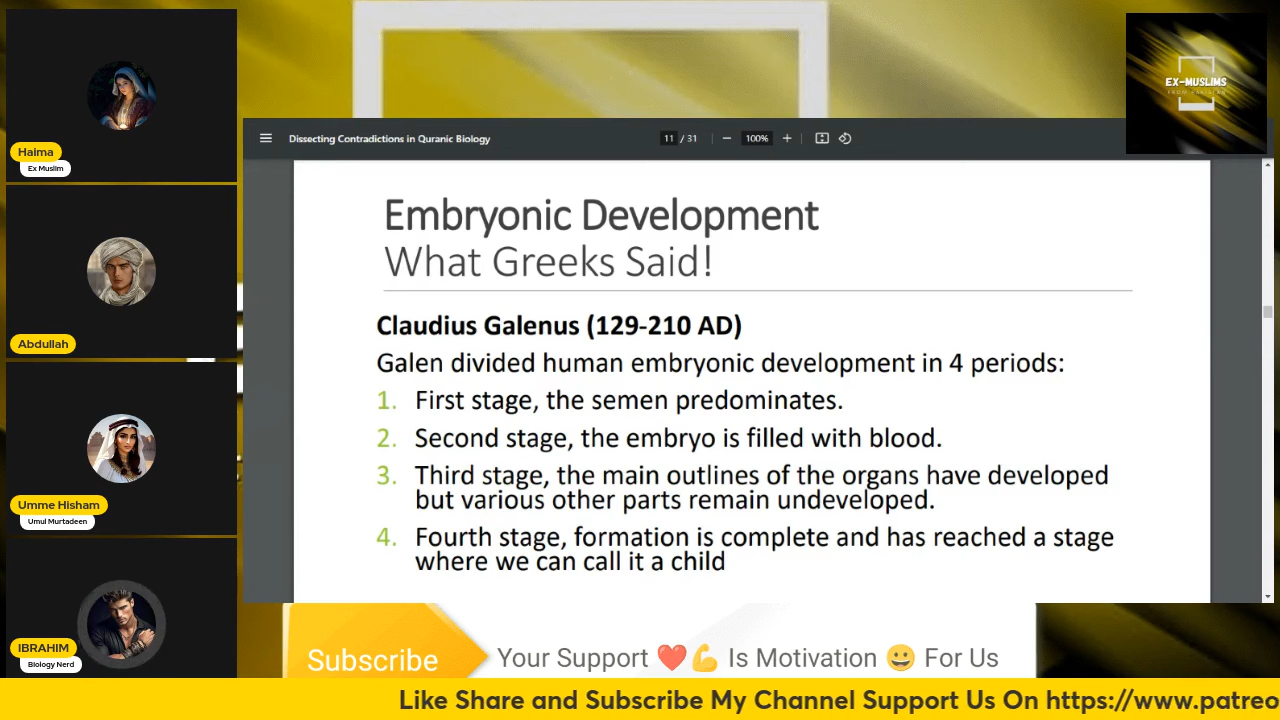 Haima
Ex Muslim
Abdullah
Umme Hisham
Umul Murtadeen
IBRAHIM
Biology Nerd
EX-MUSLIMS
FROM PAKISTAN
Dissecting Contradictions in Quranic Biology
11 / 31
100%
Embryonic Development
What Greeks Said!
Claudius Galenus (129-210 AD)
Galen divided human embryonic development in 4 periods:
1. First stage, the semen predominates.
2. Second stage, the embryo is filled with blood.
3. Third stage, the main outlines of the organs have developed
but various other parts remain undeveloped.
4. Fourth stage, formation is complete and has reached a stage
where we can call it a child
Subscribe
Your Support ❤️💪 Is Motivation 😀 For Us
Like Share and Subscribe My Channel Support Us On https://www.patreo